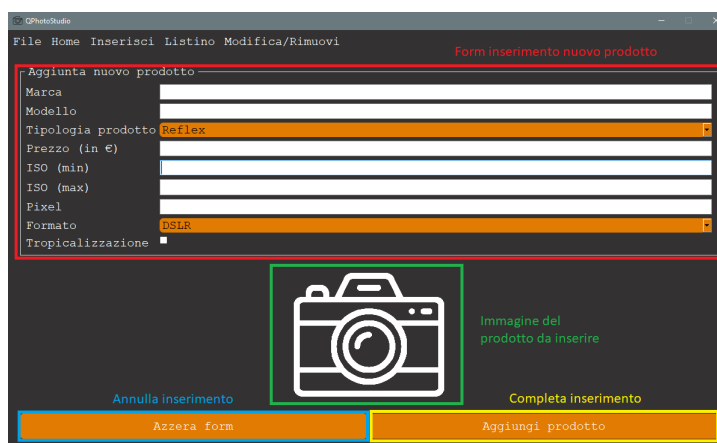 QPhotoStudio
File Home Inserisci Listino Modifica/Rimuovi
Form inserimento nuovo prodotto
Aggiunta nuovo prodotto
Marca
Modello
Tipologia prodotto Reflex
Prezzo (in €)
ISO (min)
ISO (max)
Pixel
Formato DSLR
Tropicalizzazione
Immagine del
prodotto da inserire
Annulla inserimento
Completa inserimento
Azzera form
Aggiungi prodotto